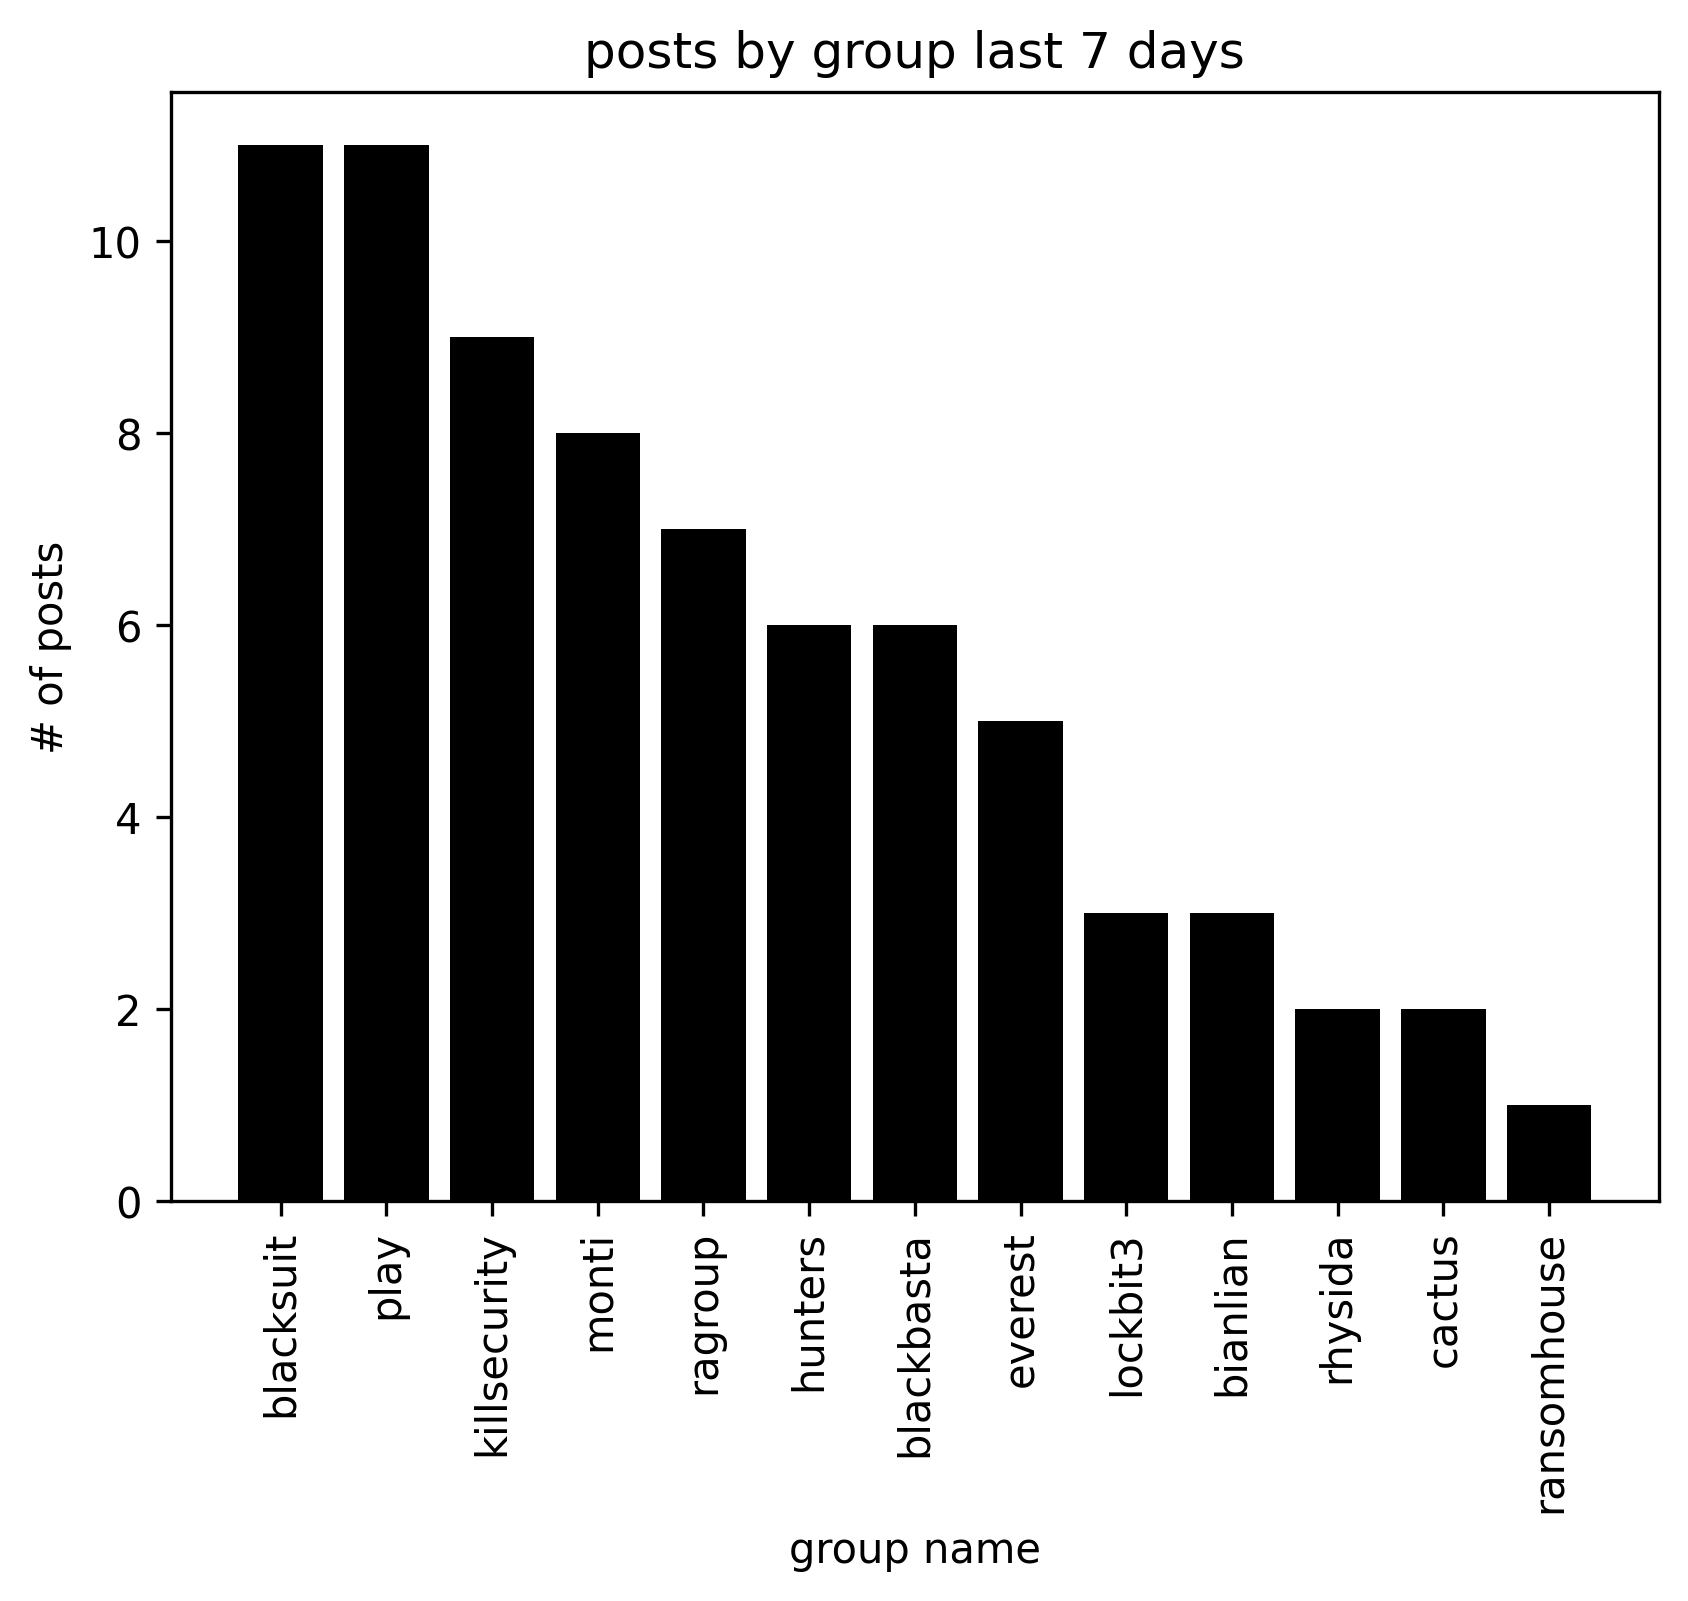 posts by group last 7 days
# of posts
10
8
6
4
2
0
blacksuit
play
killsecurity
monti
ragroup
hunters
blackbasta
everest
lockbit3
bianlian
rhysida
cactus
ransomhouse
group name